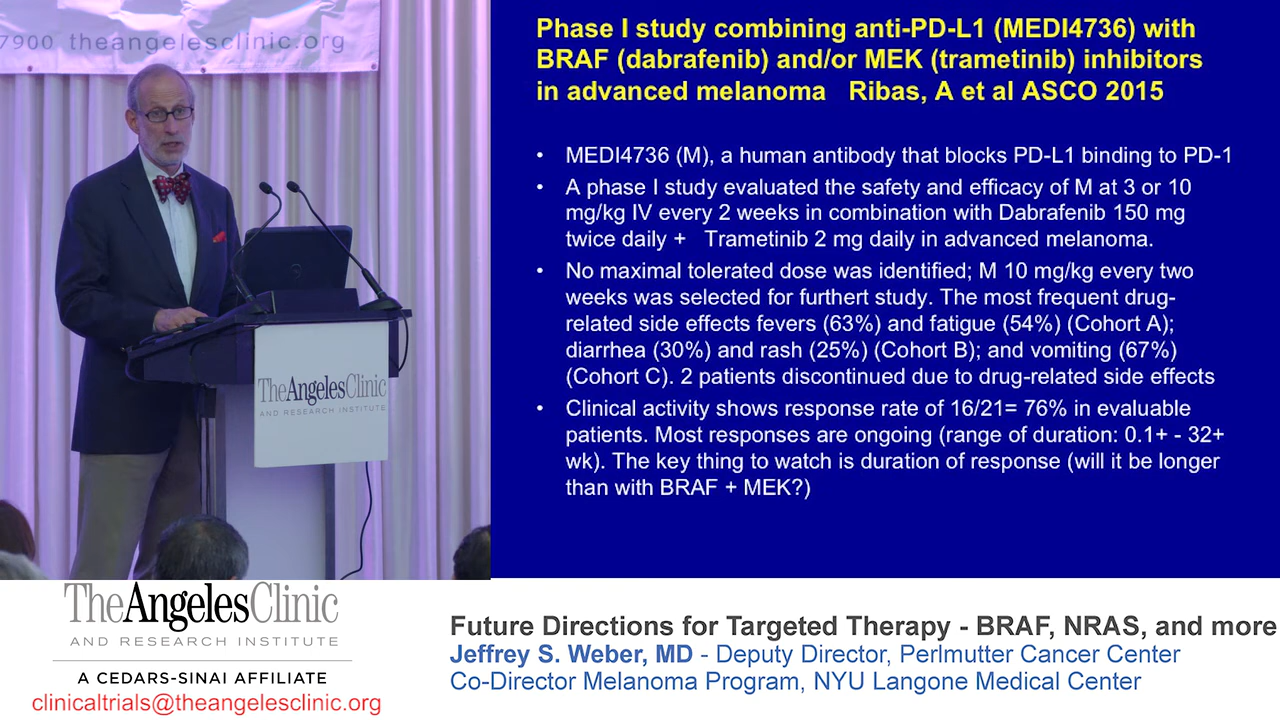 7900 theangelesclinic.org
TheAngelesClinic
AND RESEARCH INSTITUTE
Phase I study combining anti-PD-L1 (MEDI4736) with
BRAF (dabrafenib) and/or MEK (trametinib) inhibitors
in advanced melanoma Ribas, A et al ASCO 2015
• MEDI4736 (M), a human antibody that blocks PD-L1 binding to PD-1
• A phase I study evaluated the safety and efficacy of M at 3 or 10
mg/kg IV every 2 weeks in combination with Dabrafenib 150 mg
twice daily + Trametinib 2 mg daily in advanced melanoma.
• No maximal tolerated dose was identified; M 10 mg/kg every two
weeks was selected for furthert study. The most frequent drug-
related side effects fevers (63%) and fatigue (54%) (Cohort A);
diarrhea (30%) and rash (25%) (Cohort B); and vomiting (67%)
(Cohort C). 2 patients discontinued due to drug-related side effects
• Clinical activity shows response rate of 16/21= 76% in evaluable
patients. Most responses are ongoing (range of duration: 0.1+ - 32+
wk). The key thing to watch is duration of response (will it be longer
than with BRAF + MEK?)
TheAngelesClinic
AND RESEARCH INSTITUTE
A CEDARS-SINAI AFFILIATE
clinicaltrials@theangelesclinic.org
Future Directions for Targeted Therapy - BRAF, NRAS, and more
Jeffrey S. Weber, MD - Deputy Director, Perlmutter Cancer Center
Co-Director Melanoma Program, NYU Langone Medical Center